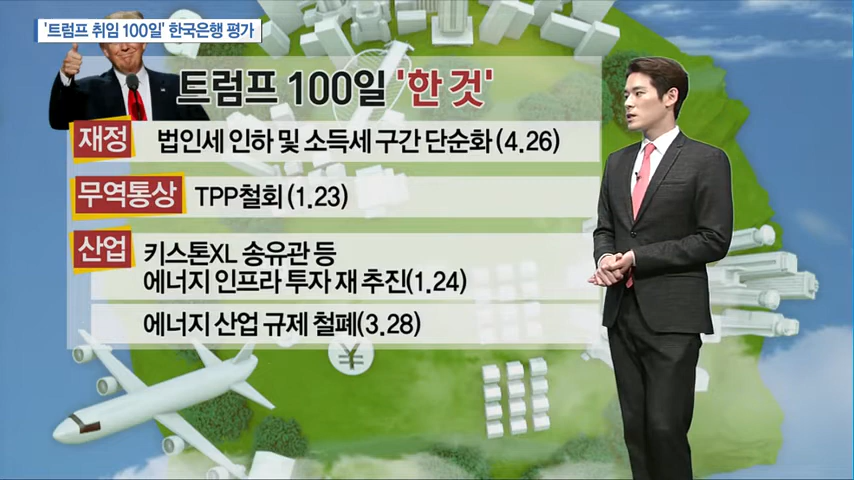 '트럼프 취임 100일' 한국은행 평가
트럼프 100일 '한 것'
재정 법인세 인하 및 소득세 구간 단순화 (4.26)
무역통상 TPP철회 (1.23)
산업 키스톤XL 송유관 등
에너지 인프라 투자 재 추진(1.24)
에너지 산업 규제 철폐(3.28)
¥